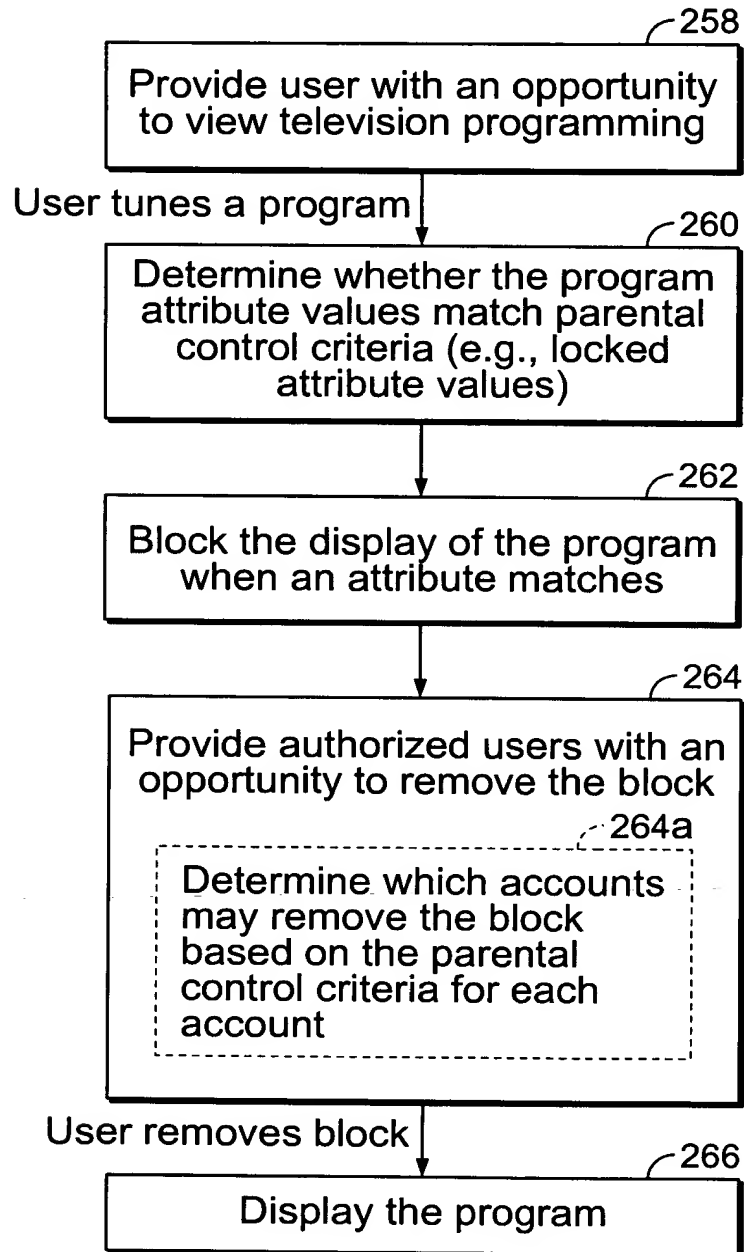 258
Provide user with an opportunity
to view television programming
User tunes a program
260
Determine whether the program
attribute values match parental
control criteria (e.g., locked
attribute values)
262
Block the display of the program
when an attribute matches
264
Provide authorized users with an
opportunity to remove the block
264a
Determine which accounts
may remove the block
based on the parental
control criteria for each
account
User removes block
266
Display the program